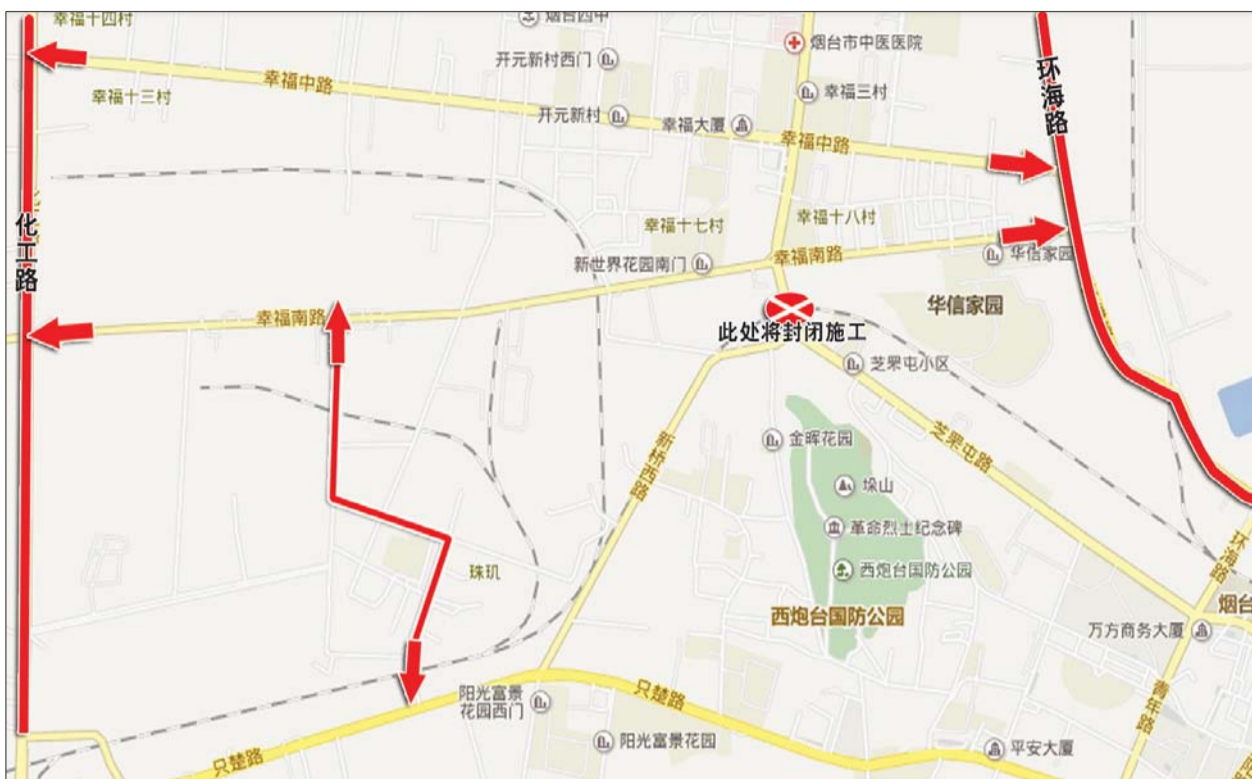 幸福十四村
烟台四中
烟台市中医医院
开元新村西门
幸福中路
幸福十三村
幸福三村
环海路
开元新村
幸福大厦
幸福中路
化工路
幸福十七村
幸福十八村
新世界花园南门
幸福南路
华信家园
幸福南路
华信家园
此处将封闭施工
芝罘屯小区
新桥西路
金晖花园
芝罘屯路
垛山
革命烈士纪念碑
环海路
珠玑
西炮台国防公园
烟台
西炮台国防公园
万方商务大厦
阳光富景
花园西门
只楚路
青年路
阳光富景花园
平安大厦
只楚路